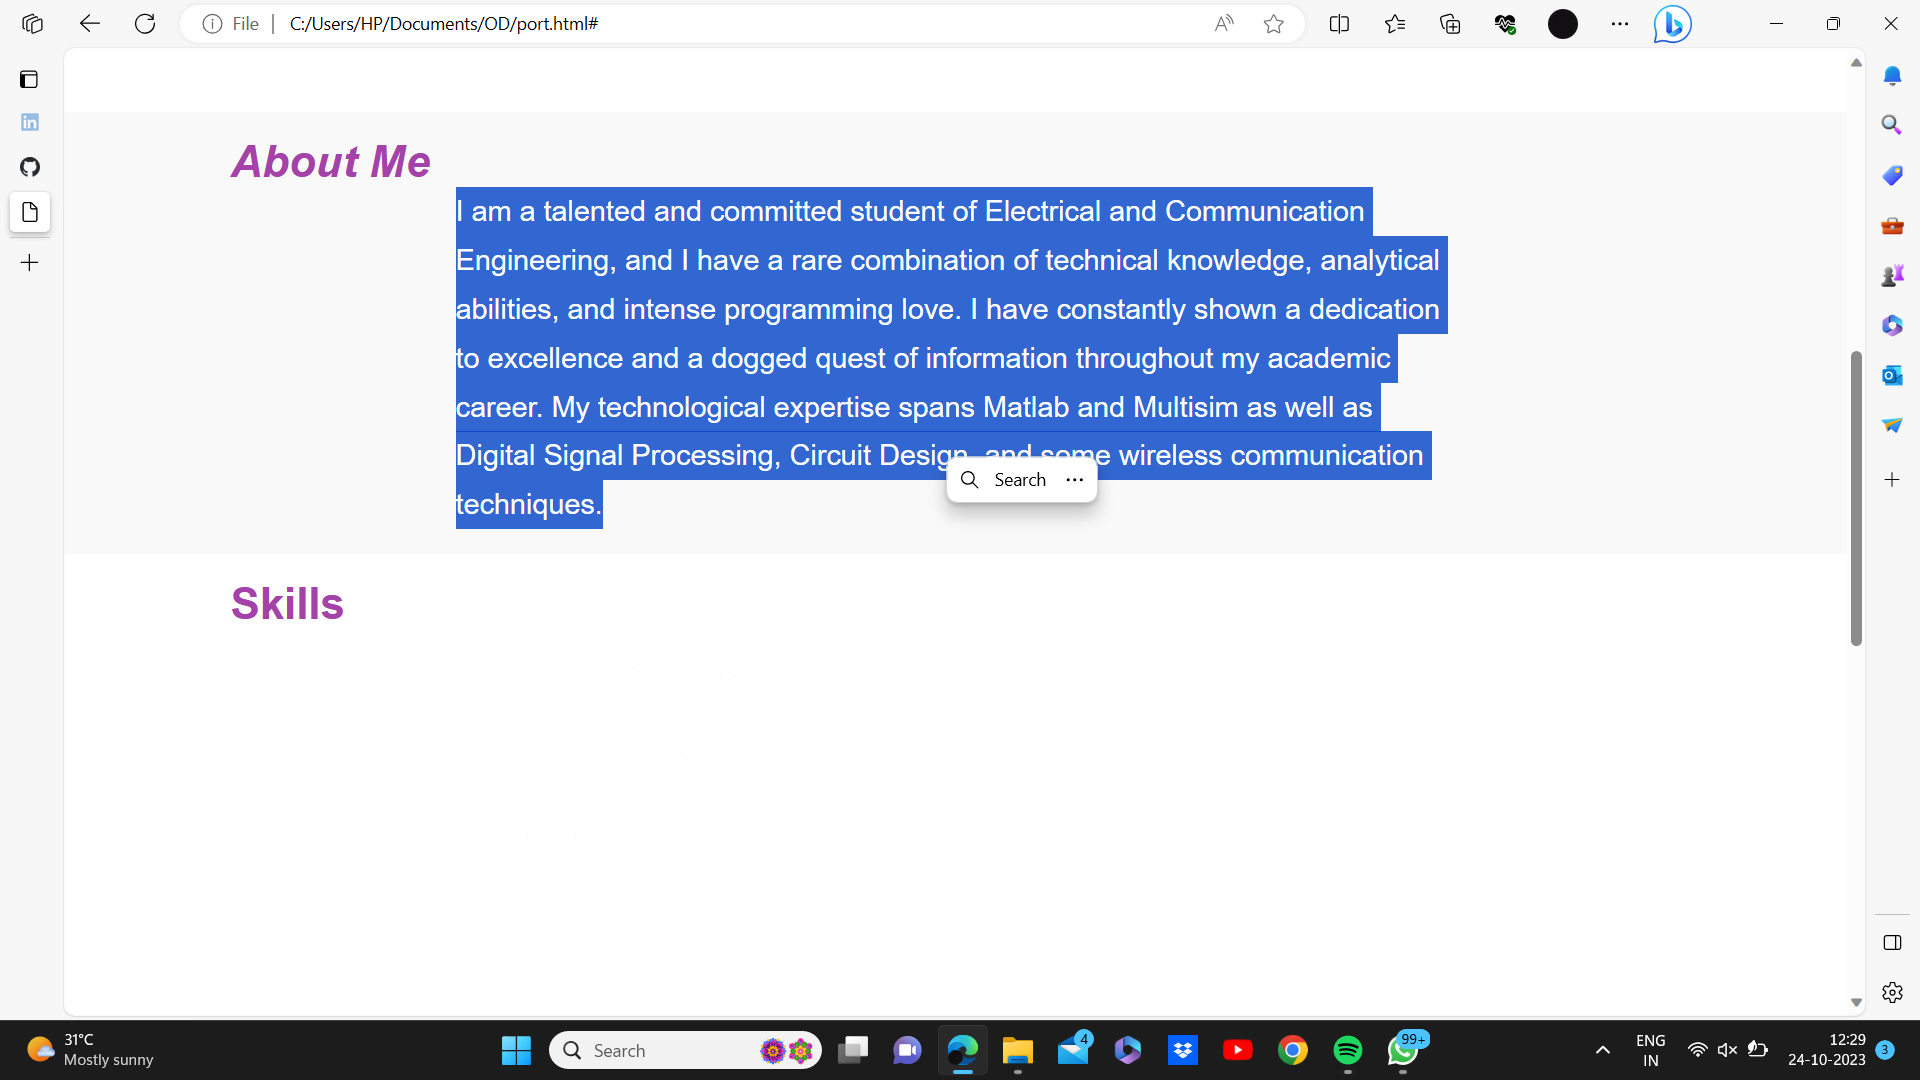 File
C:/Users/HP/Documents/OD/port.html#
About Me
I am a talented and committed student of Electrical and Communication
Engineering, and I have a rare combination of technical knowledge, analytical
abilities, and intense programming love. I have constantly shown a dedication
to excellence and a dogged quest of information throughout my academic
career. My technological expertise spans Matlab and Multisim as well as
Digital Signal Processing, Circuit Design, and some wireless communication
Search
techniques.
Skills
31°C
Mostly sunny
Search
4
99+
ENG
IN
12:29
24-10-2023
3